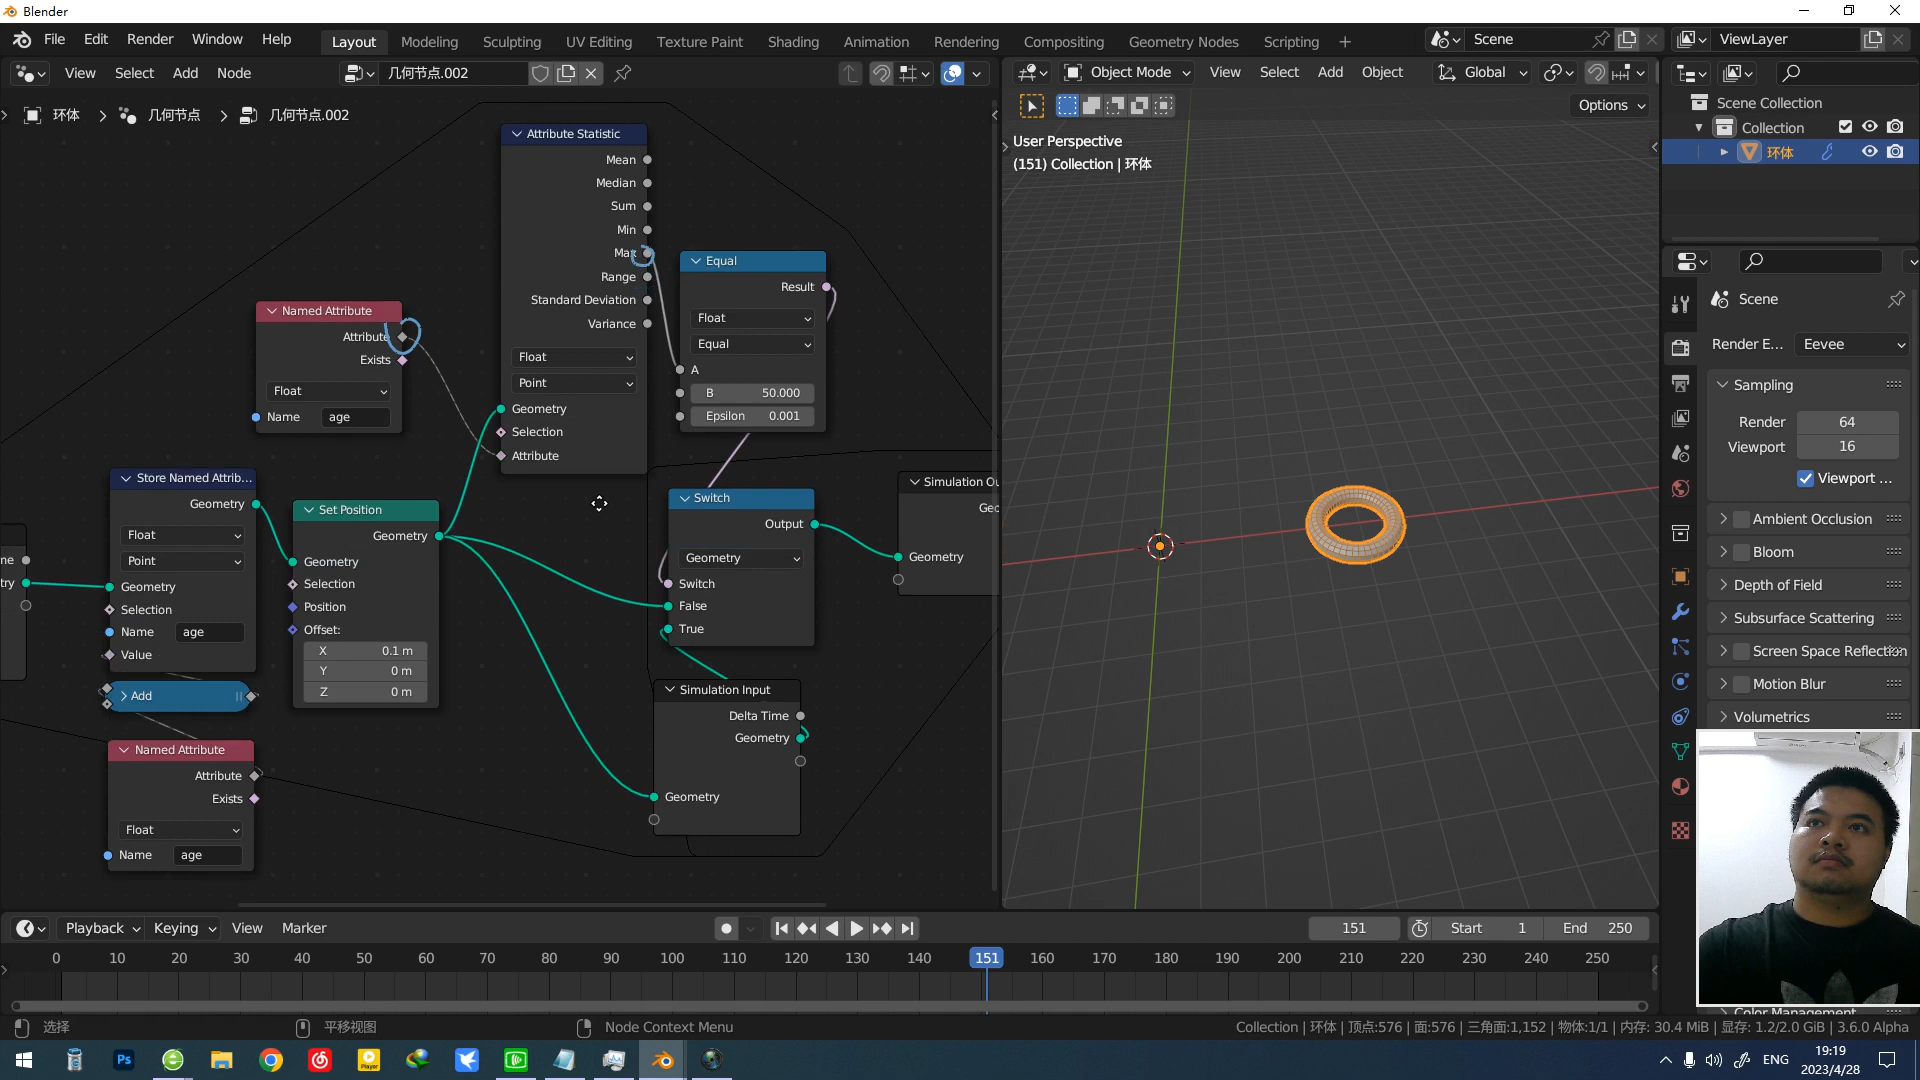 Blender
File Edit Render Window Help
Layout Modeling Sculpting UV Editing Texture Paint Shading Animation Rendering Compositing Geometry Nodes Scripting
Scene
ViewLayer
View Select Add Node
几何节点.002
Object Mode
View Select Add Object
Global
Options
环体 几何节点 几何节点.002
User Perspective
(151) Collection | 环体
Scene Collection
Collection
环体
Attribute Statistic
Mean
Median
Sum
Min
Max
Range
Standard Deviation
Variance
Float
Point
Geometry
Selection
Attribute
Equal
Result
Float
Equal
A
B 50.000
Epsilon 0.001
Named Attribute
Attribute
Exists
Float
Name age
Store Named Attrib...
Geometry
Float
Point
Geometry
Selection
Name age
Value
Add
Set Position
Geometry
Geometry
Selection
Position
Offset:
X 0.1 m
Y 0 m
Z 0 m
Switch
Output
Geometry
Switch
False
True
Simulation Ou
Geo
Geometry
Simulation Input
Delta Time
Geometry
Geometry
Named Attribute
Attribute
Exists
Float
Name age
Scene
Render E... Eevee
Sampling
Render 64
Viewport 16
Viewport ...
Ambient Occlusion
Bloom
Depth of Field
Subsurface Scattering
Screen Space Reflection
Motion Blur
Volumetrics
Playback Keying View Marker
151
Start 1
End 250
0 10 20 30 40 50 60 70 80 90 100 110 120 130 140 151 160 170 180 190 200 210 220 230 240 250
选择
平移视图
Node Context Menu
Collection | 环体 | 顶点:576 | 面:576 | 三角面:1,152 | 物体:1/1 | 内存: 30.4 MiB | 显存: 1.2/2.0 GiB | 3.6.0 Alpha
Ps
Player
ENG
19:19
2023/4/28